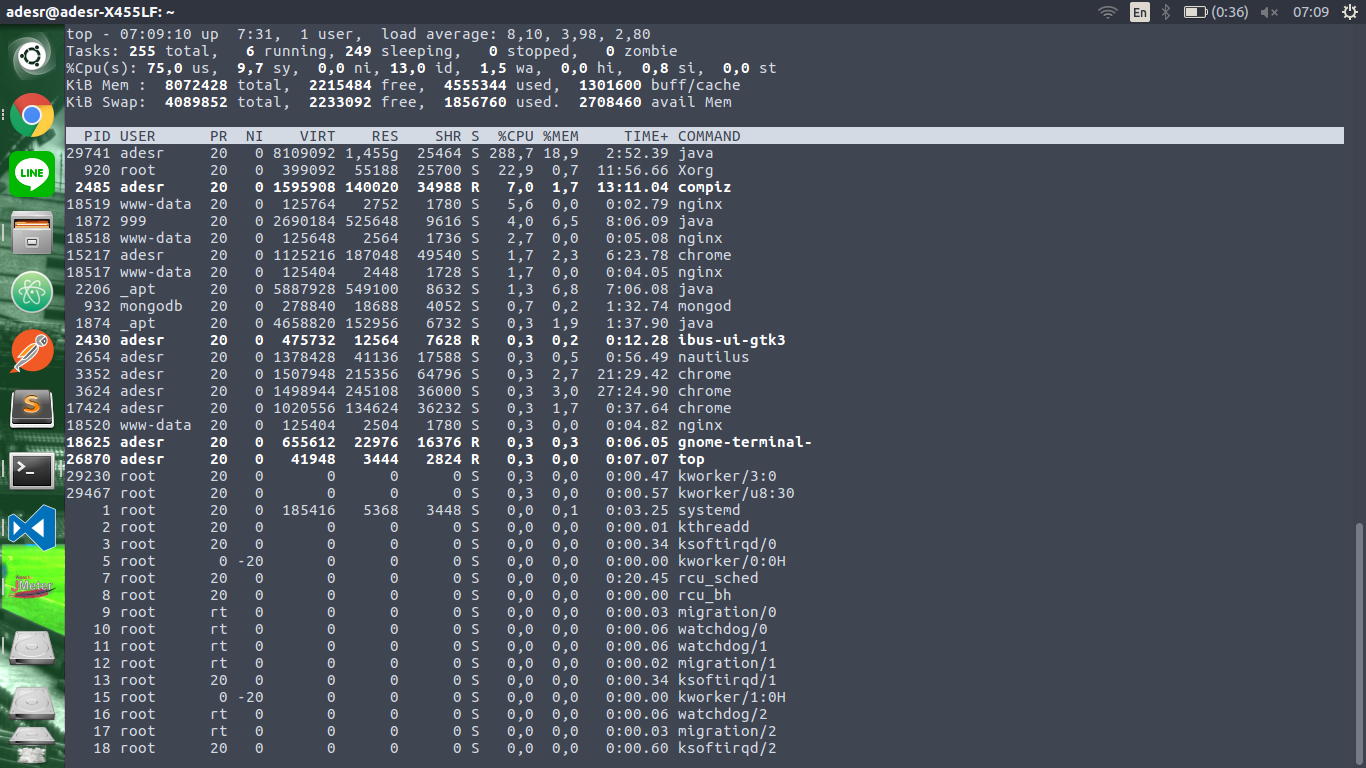 adesr@adesr-X455LF: ~
En (0:36) 07:09
top - 07:09:10 up  7:31,  1 user,  load average: 8,10, 3,98, 2,80
Tasks: 255 total,   6 running, 249 sleeping,   0 stopped,   0 zombie
%Cpu(s): 75,0 us,  9,7 sy,  0,0 ni, 13,0 id,  1,5 wa,  0,0 hi,  0,8 si,  0,0 st
KiB Mem :  8072428 total,  2215484 free,  4555344 used,  1301600 buff/cache
KiB Swap:  4089852 total,  2233092 free,  1856760 used.  2708460 avail Mem
PID USER PR NI VIRT RES SHR S %CPU %MEM TIME+ COMMAND
29741 adesr 20 0 8109092 1,455g 25464 S 288,7 18,9 2:52.39 java
920 root 20 0 399092 55188 25700 S 22,9 0,7 11:56.66 Xorg
2485 adesr 20 0 1595908 140020 34988 R 7,0 1,7 13:11.04 compiz
18519 www-data 20 0 125764 2752 1780 S 5,6 0,0 0:02.79 nginx
1872 999 20 0 2690184 525648 9616 S 4,0 6,5 8:06.09 java
18518 www-data 20 0 125648 2564 1736 S 2,7 0,0 0:05.08 nginx
15217 adesr 20 0 1125216 187048 49540 S 1,7 2,3 6:23.78 chrome
18517 www-data 20 0 125404 2448 1728 S 1,7 0,0 0:04.05 nginx
2206 _apt 20 0 5887928 549100 8632 S 1,3 6,8 7:06.08 java
932 mongodb 20 0 278840 18688 4052 S 0,7 0,2 1:32.74 mongod
1874 _apt 20 0 4658820 152956 6732 S 0,3 1,9 1:37.90 java
2430 adesr 20 0 475732 12564 7628 R 0,3 0,2 0:12.28 ibus-ui-gtk3
2654 adesr 20 0 1378428 41136 17588 S 0,3 0,5 0:56.49 nautilus
3352 adesr 20 0 1507948 215356 64796 S 0,3 2,7 21:29.42 chrome
3624 adesr 20 0 1498944 245108 36000 S 0,3 3,0 27:24.90 chrome
17424 adesr 20 0 1020556 134624 36232 S 0,3 1,7 0:37.64 chrome
18520 www-data 20 0 125404 2504 1780 S 0,3 0,0 0:04.82 nginx
18625 adesr 20 0 655612 22976 16376 R 0,3 0,3 0:06.05 gnome-terminal-
26870 adesr 20 0 41948 3444 2824 R 0,3 0,0 0:07.07 top
29230 root 20 0 0 0 0 S 0,3 0,0 0:00.47 kworker/3:0
29467 root 20 0 0 0 0 S 0,3 0,0 0:00.57 kworker/u8:30
1 root 20 0 185416 5368 3448 S 0,0 0,1 0:03.25 systemd
2 root 20 0 0 0 0 S 0,0 0,0 0:00.01 kthreadd
3 root 20 0 0 0 0 S 0,0 0,0 0:00.34 ksoftirqd/0
5 root 0 -20 0 0 0 S 0,0 0,0 0:00.00 kworker/0:0H
7 root 20 0 0 0 0 S 0,0 0,0 0:20.45 rcu_sched
8 root 20 0 0 0 0 S 0,0 0,0 0:00.00 rcu_bh
9 root rt 0 0 0 0 S 0,0 0,0 0:00.03 migration/0
10 root rt 0 0 0 0 S 0,0 0,0 0:00.06 watchdog/0
11 root rt 0 0 0 0 S 0,0 0,0 0:00.06 watchdog/1
12 root rt 0 0 0 0 S 0,0 0,0 0:00.02 migration/1
13 root 20 0 0 0 0 S 0,0 0,0 0:00.34 ksoftirqd/1
15 root 0 -20 0 0 0 S 0,0 0,0 0:00.00 kworker/1:0H
16 root rt 0 0 0 0 S 0,0 0,0 0:00.06 watchdog/2
17 root rt 0 0 0 0 S 0,0 0,0 0:00.03 migration/2
18 root 20 0 0 0 0 S 0,0 0,0 0:00.60 ksoftirqd/2
LINE
S
Meter